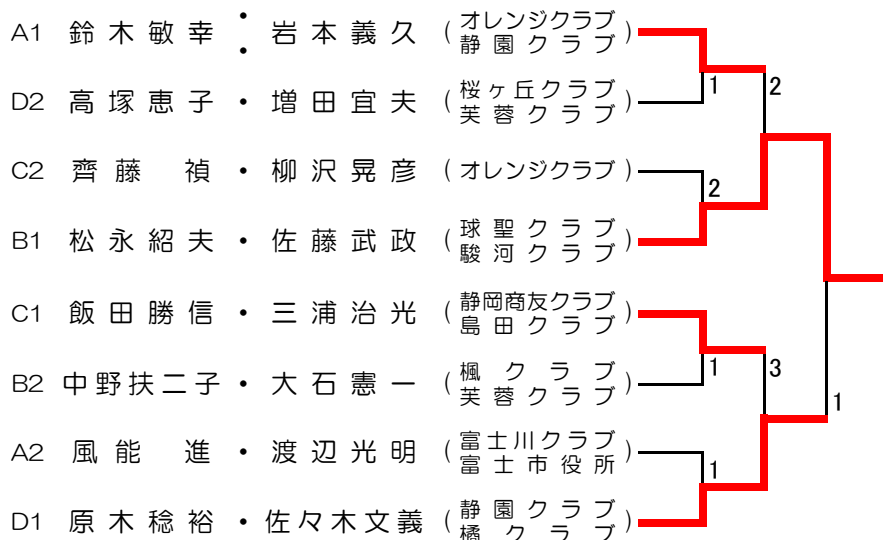 A1 鈴木敏幸 : 岩本義久 (オレンジクラブ 静園クラブ)
D2 高塚恵子 ・ 増田宜夫 (桜ヶ丘クラブ 芙蓉クラブ)
1
2
C2 齊藤 禎 ・ 柳沢晃彦 (オレンジクラブ)
2
B1 松永紹夫 ・ 佐藤武政 (球聖クラブ 駿河クラブ)
C1 飯田勝信 ・ 三浦治光 (静岡商友クラブ 島田クラブ)
B2 中野扶二子 ・ 大石憲一 (楓クラブ 芙蓉クラブ)
1
3
1
A2 風能 進 ・ 渡辺光明 (富士川クラブ 富士市役所)
1
D1 原木稔裕 ・ 佐々木文義 (静園クラブ 橘クラブ)